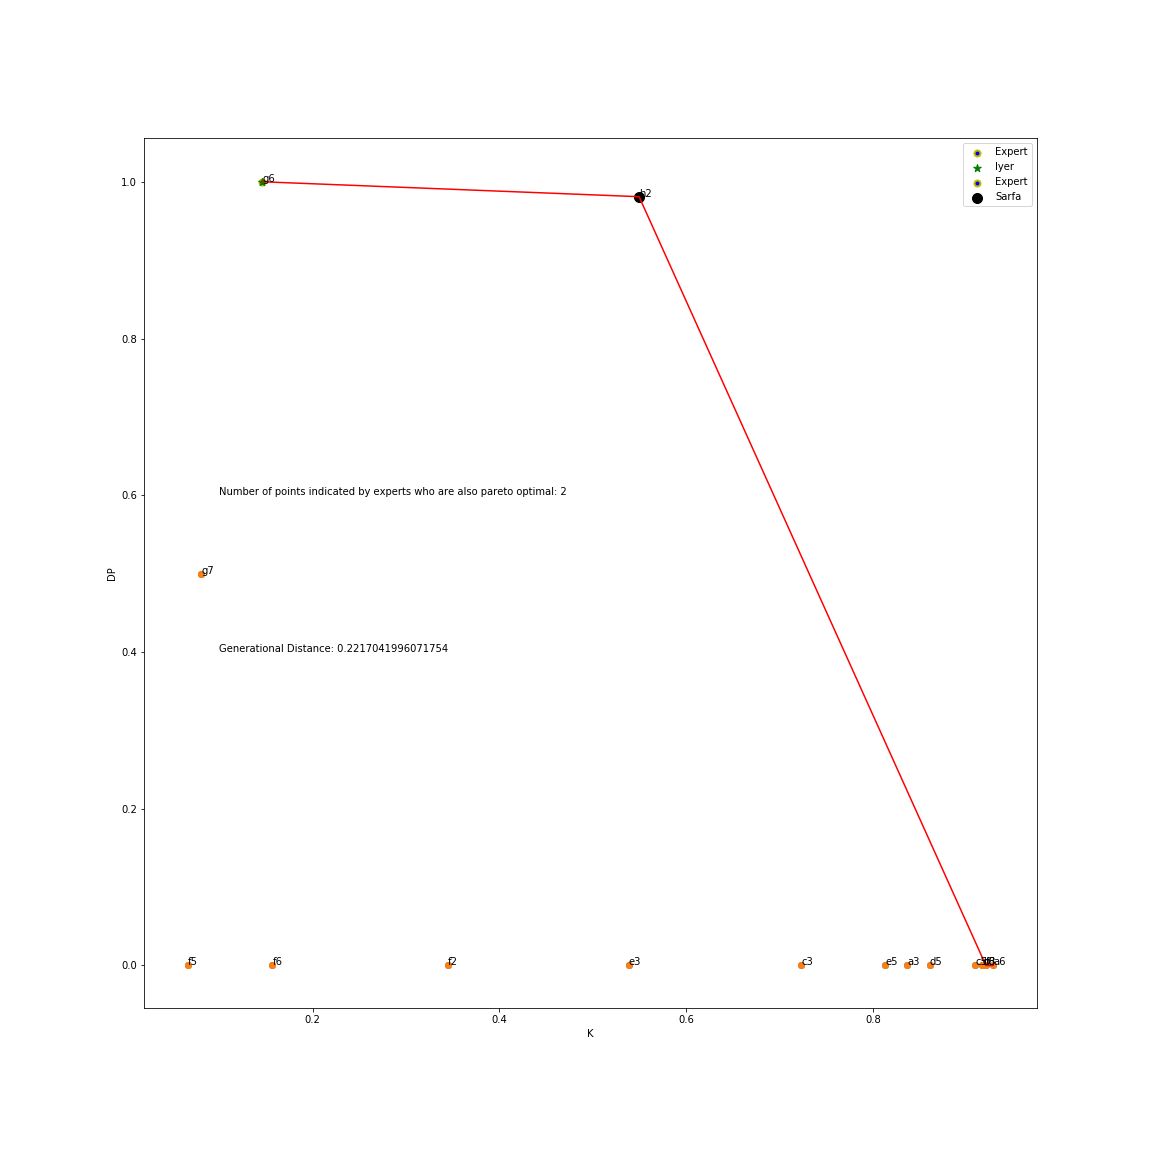 Expert
Iyer
Expert
Sarfa
1.0
g6
0.8
0.6
Number of points indicated by experts who are also pareto optimal: 2
DP
g7
0.4
Generational Distance: 0.2217041996071754
0.2
0.0
f5
f6
f2
e3
c3
e5
a3
d5
a6
0.2
0.4
0.6
0.8
K